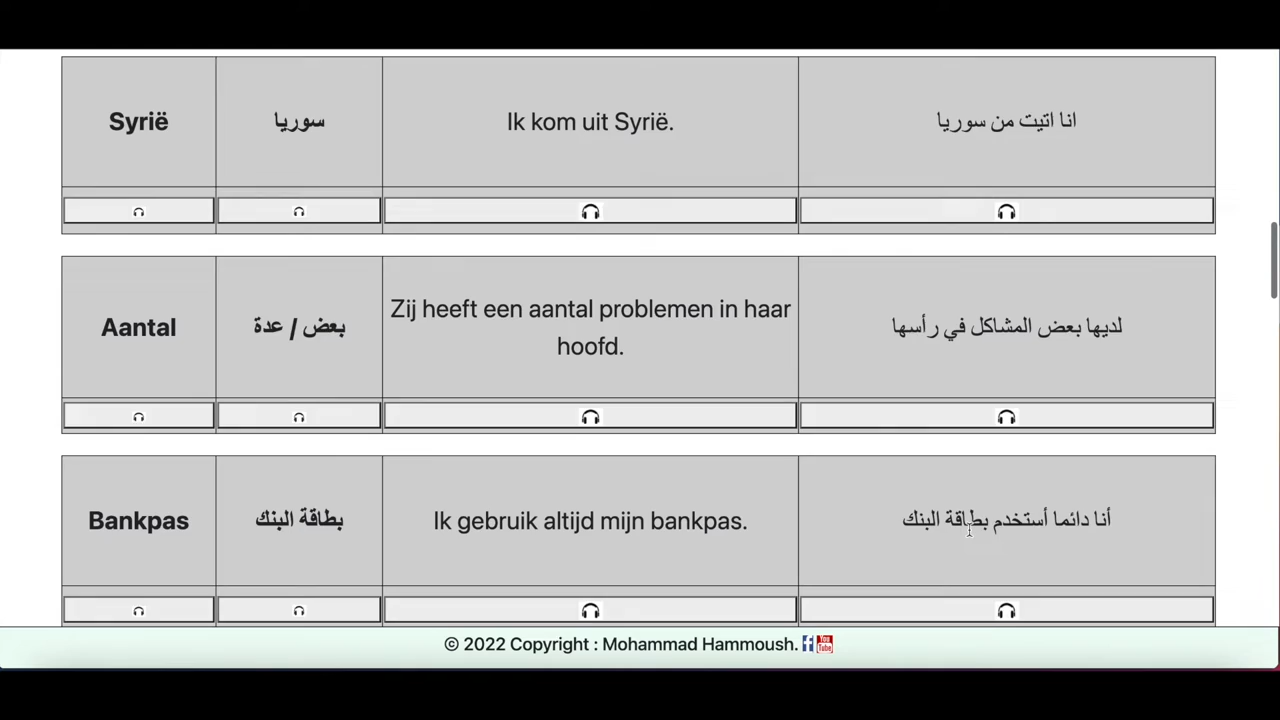 Syrië
سوريا
Ik kom uit Syrië.
انا اتيت من سوريا
Aantal
بعض / عدة
Zij heeft een aantal problemen in haar
hoofd.
لديها بعض المشاكل في رأسها
Bankpas
بطاقة البنك
Ik gebruik altijd mijn bankpas.
أنا دائما أستخدم بطاقة البنك
© 2022 Copyright : Mohammad Hammoush.
f You Tube